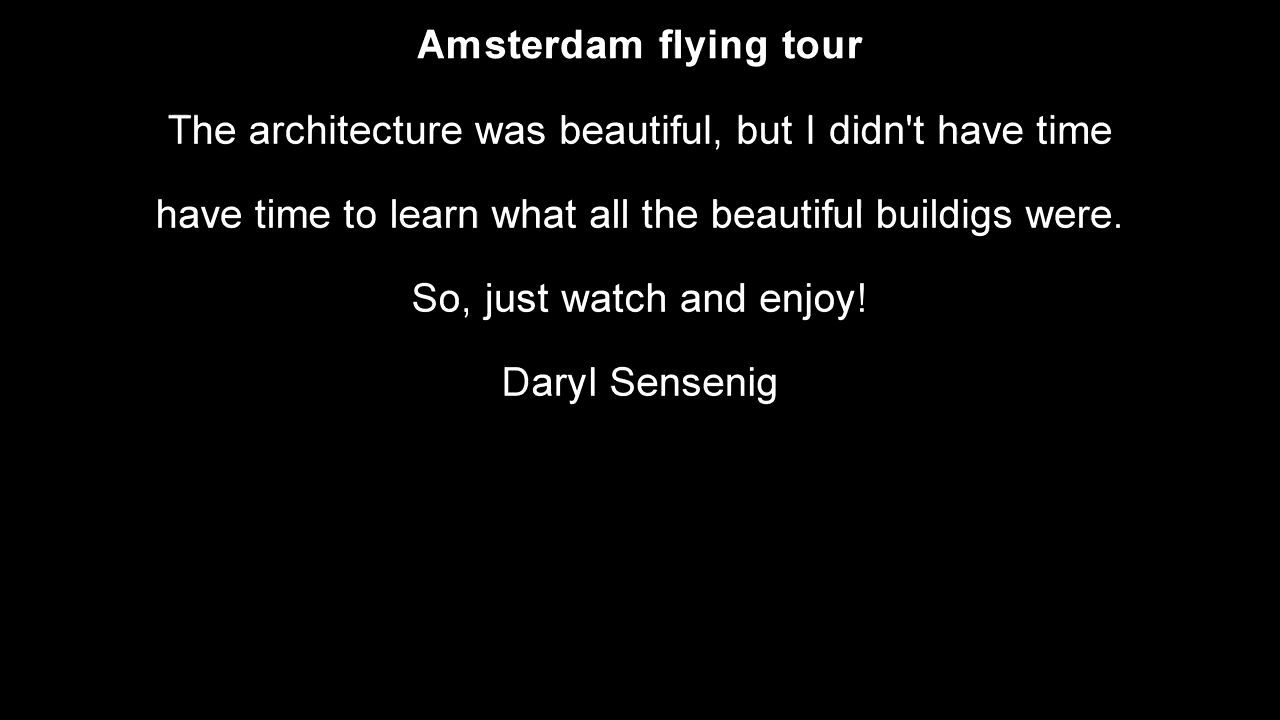 Amsterdam flying tour
The architecture was beautiful, but I didn't have time
have time to learn what all the beautiful buildigs were.
So, just watch and enjoy!
Daryl Sensenig